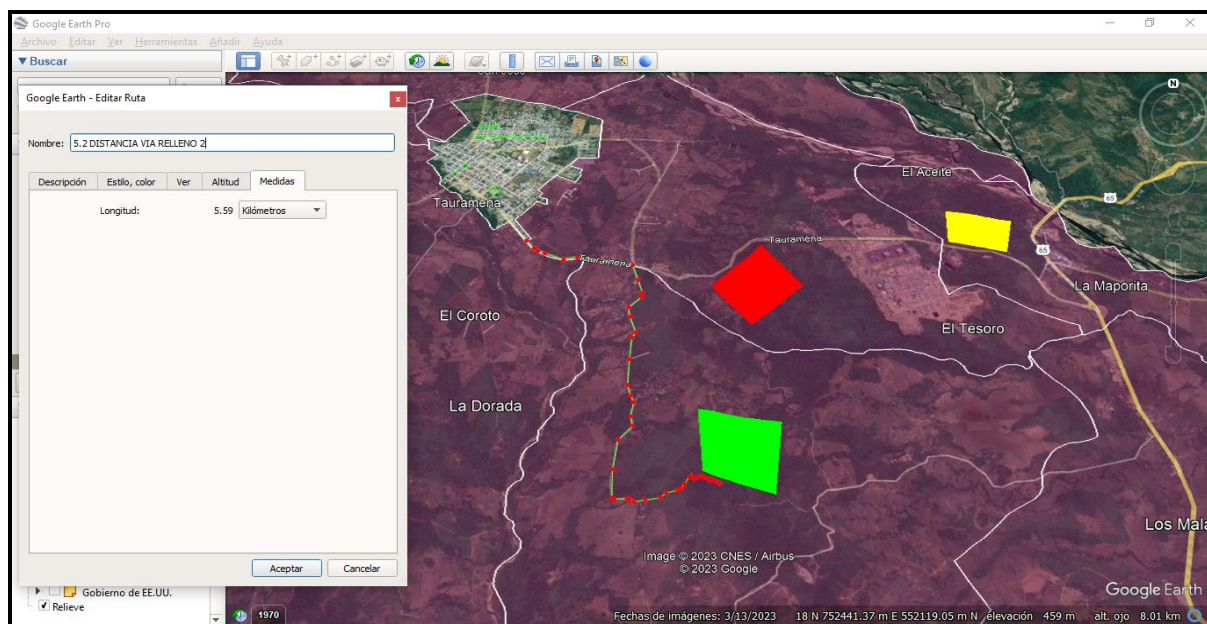 Google Earth Pro
Archivo Editar Ver Herramientas Añadir Ayuda
▼ Buscar
Google Earth - Editar Ruta
Nombre: 5.2 DISTANCIA VIA RELLENO 2
Descripción Estilo, color Ver Altitud Medidas
Longitud: 5.59 Kilómetros
Aceptar Cancelar
Gobierno de EE.UU.
Relieve
1970
N
El Aceite
65
Tauramena
Tauramena
65
Tauramena
La Maporita
El Coroto
El Tesoro
La Dorada
Los Mala
Image © 2023 CNES / Airbus
© 2023 Google
Google Earth
Fechas de imágenes: 3/13/2023 18 N 752441.37 m E 552119.05 m N elevación 459 m alt. ojo 8.01 km